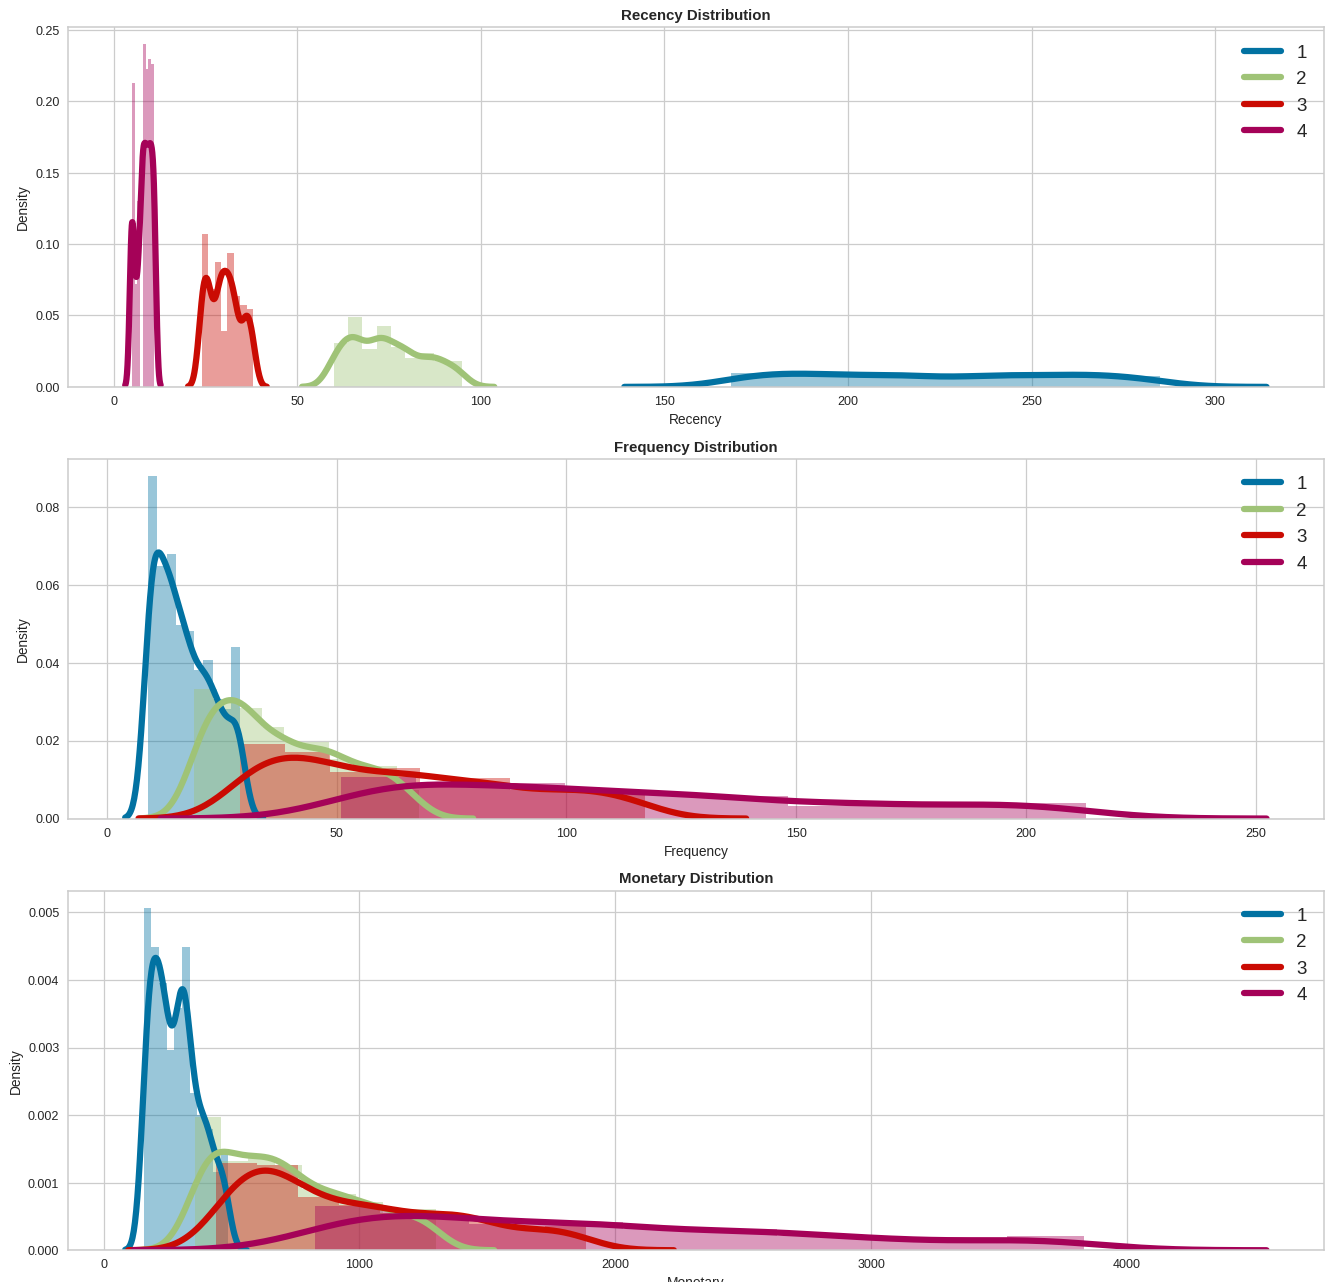 Recency Distribution
0.25
0.20
0.15
0.10
0.05
0.00
Density
1
2
3
4
0 50 100 150 200 250 300
Recency
Frequency Distribution
0.08
0.06
0.04
0.02
0.00
Density
1
2
3
4
0 50 100 150 200 250
Frequency
Monetary Distribution
0.005
0.004
0.003
0.002
0.001
0.000
Density
1
2
3
4
0 1000 2000 3000 4000
Monetary